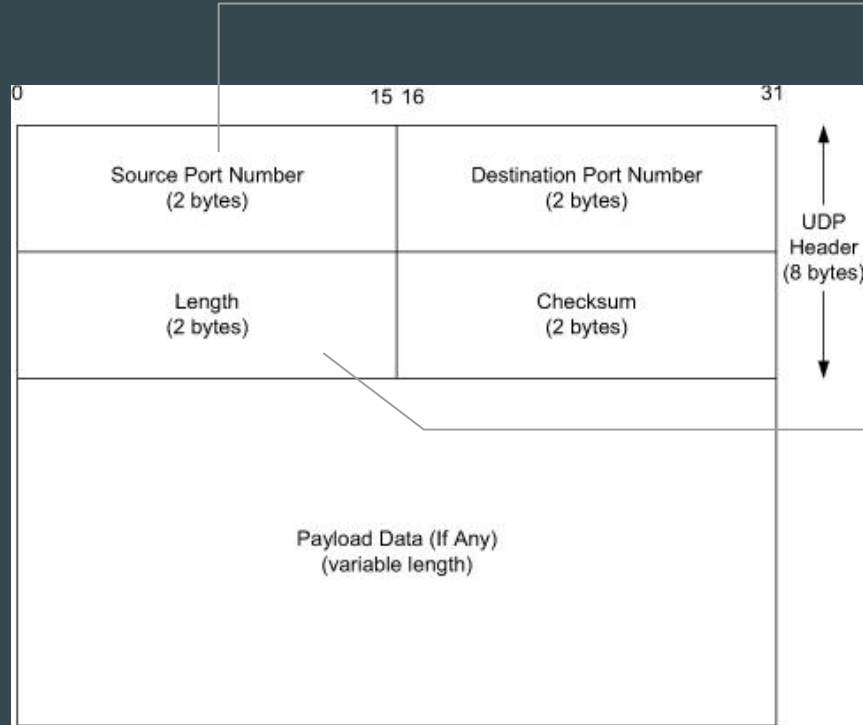 0 15 16 31
Source Port Number
(2 bytes)
Destination Port Number
(2 bytes)
UDP
Header
(8 bytes)
Length
(2 bytes)
Checksum
(2 bytes)
Payload Data (If Any)
(variable length)